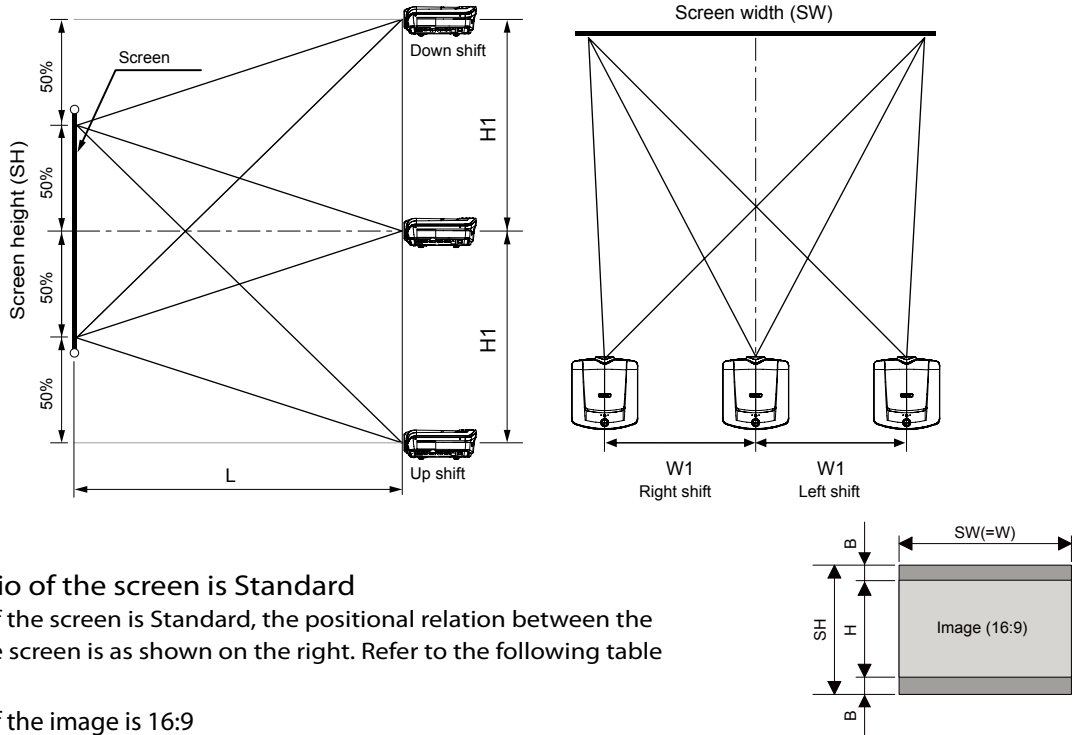 Screen width (SW)
Down shift
Screen
50%
50%
50%
50%
Screen height (SH)
H1
H1
L
Up shift
W1
Right shift
W1
Left shift
io of the screen is Standard
f the screen is Standard, the positional relation between the
e screen is as shown on the right. Refer to the following table
f the image is 16:9
B
SW(=W)
SH
H
Image (16:9)
B